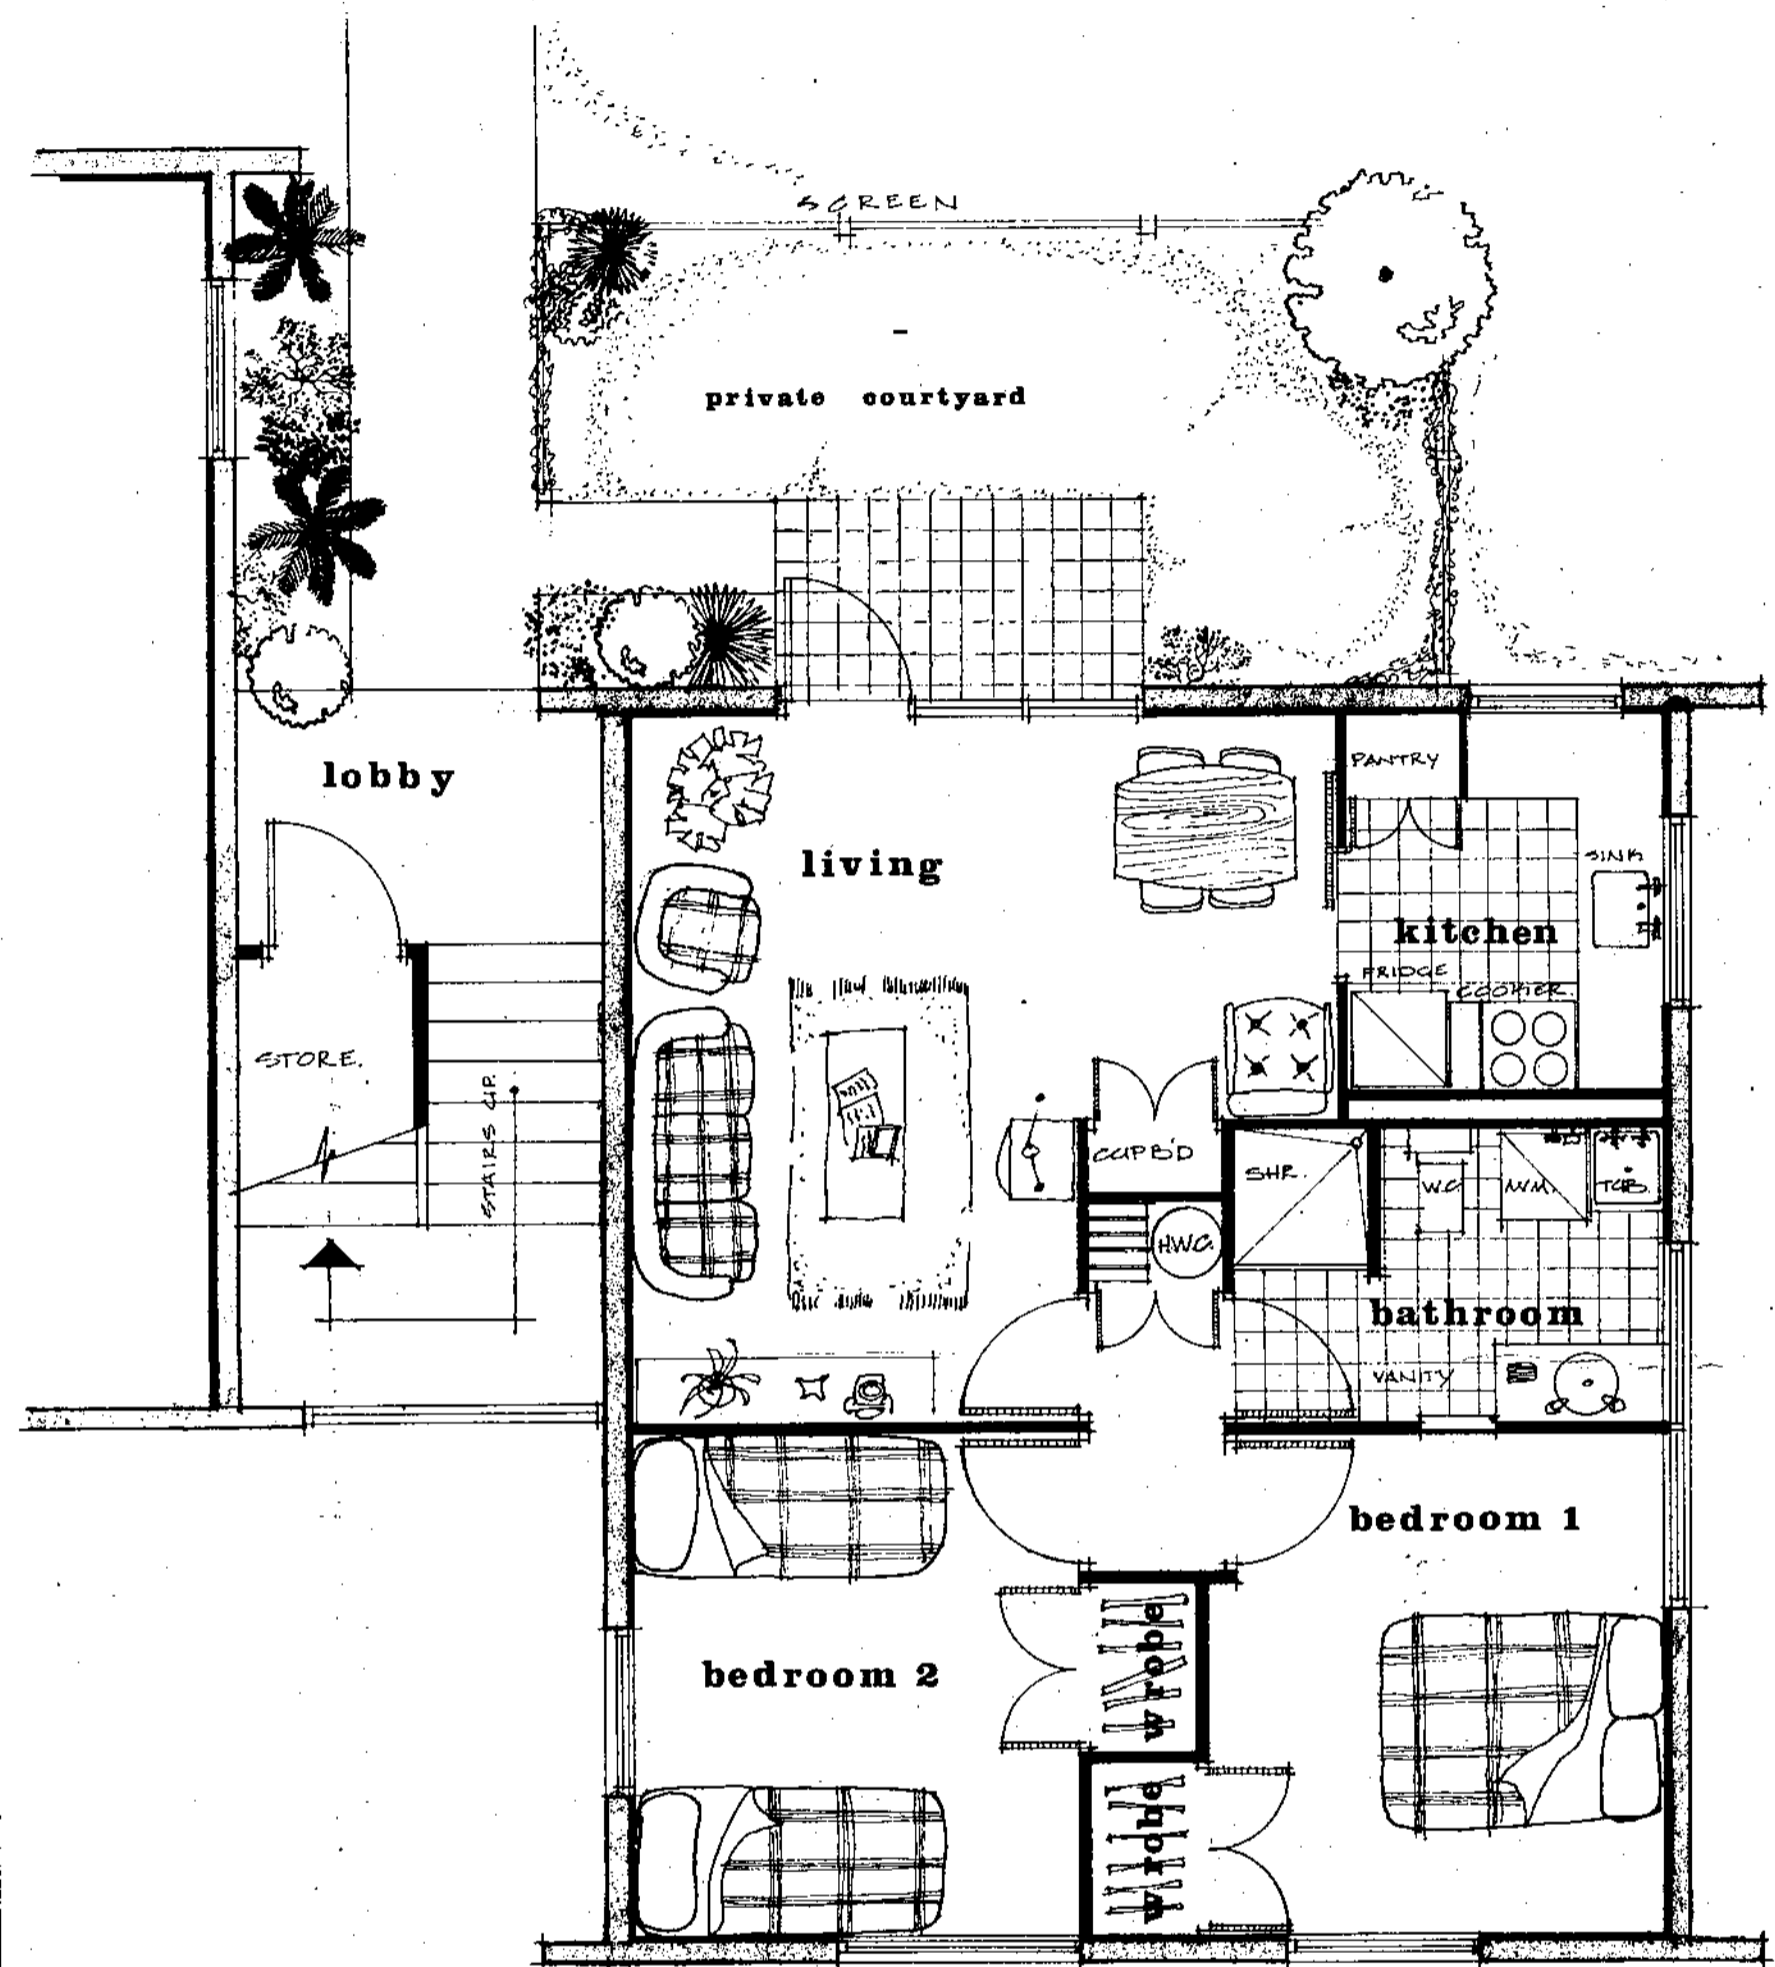 SCREEN
private courtyard
lobby
PANTRY
living
SINK
kitchen
FRIDGE
COOKER
STORE.
STAIRS UP.
CUPB'D
SHR.
W.C.
W.M.
TUB.
H.W.C.
bathroom
VANITY
bedroom 1
w robe
bedroom 2
w robe